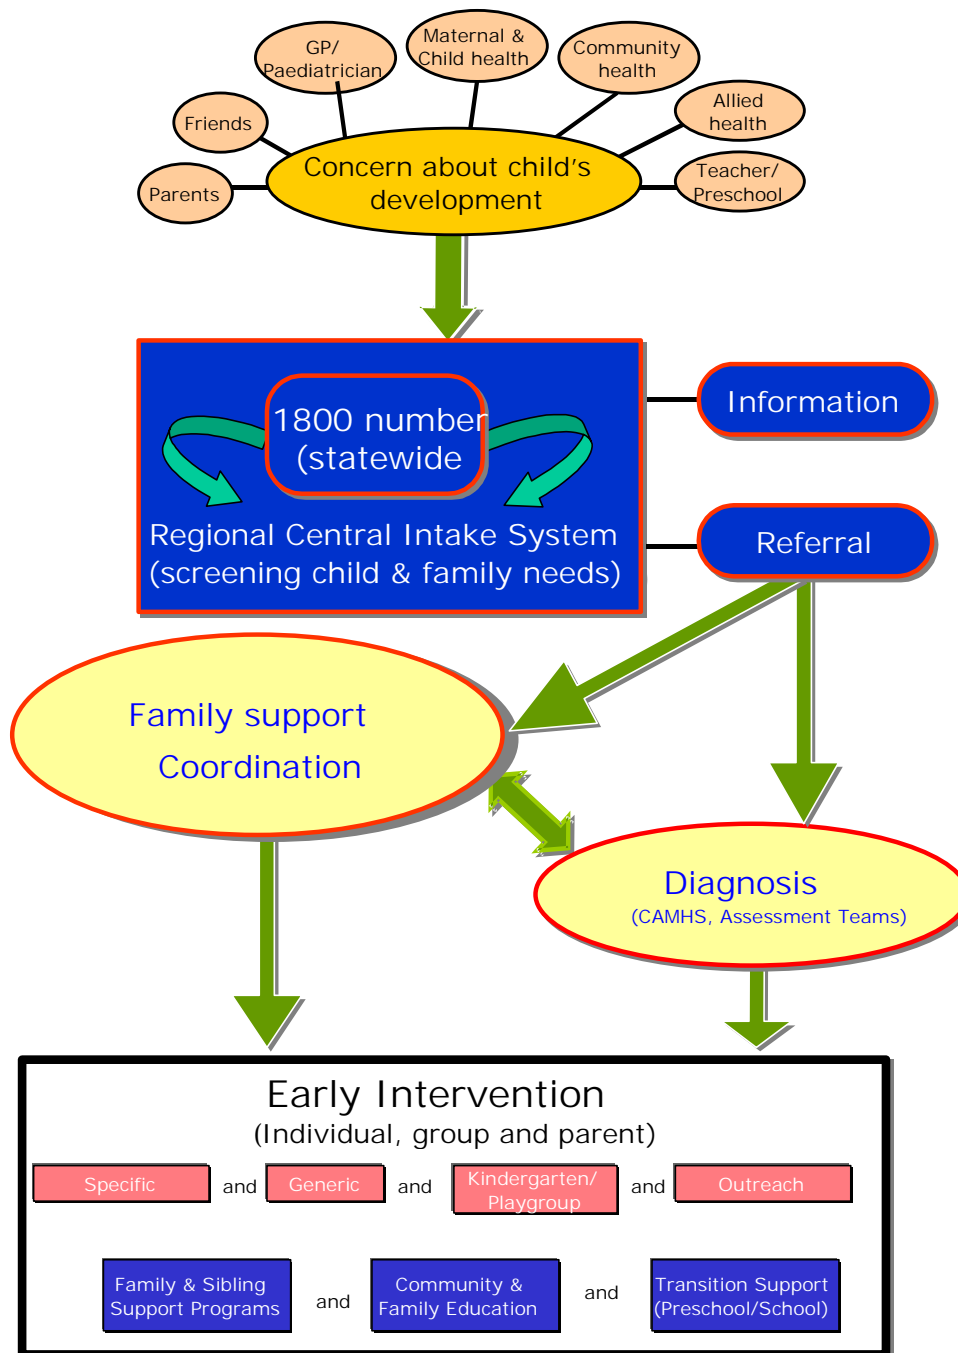 GP/
Paediatrician
Maternal &
Child health
Community
health
Friends
Allied
health
Parents
Concern about child's
development
Teacher/
Preschool
1800 number
(statewide
Information
Regional Central Intake System
(screening child & family needs)
Referral
Family support
Coordination
Diagnosis
(CAMHS, Assessment Teams)
Early Intervention
(Individual, group and parent)
Specific and Generic and Kindergarten/
Playgroup and Outreach
Family & Sibling
Support Programs
and
Community &
Family Education
and
Transition Support
(Preschool/School)